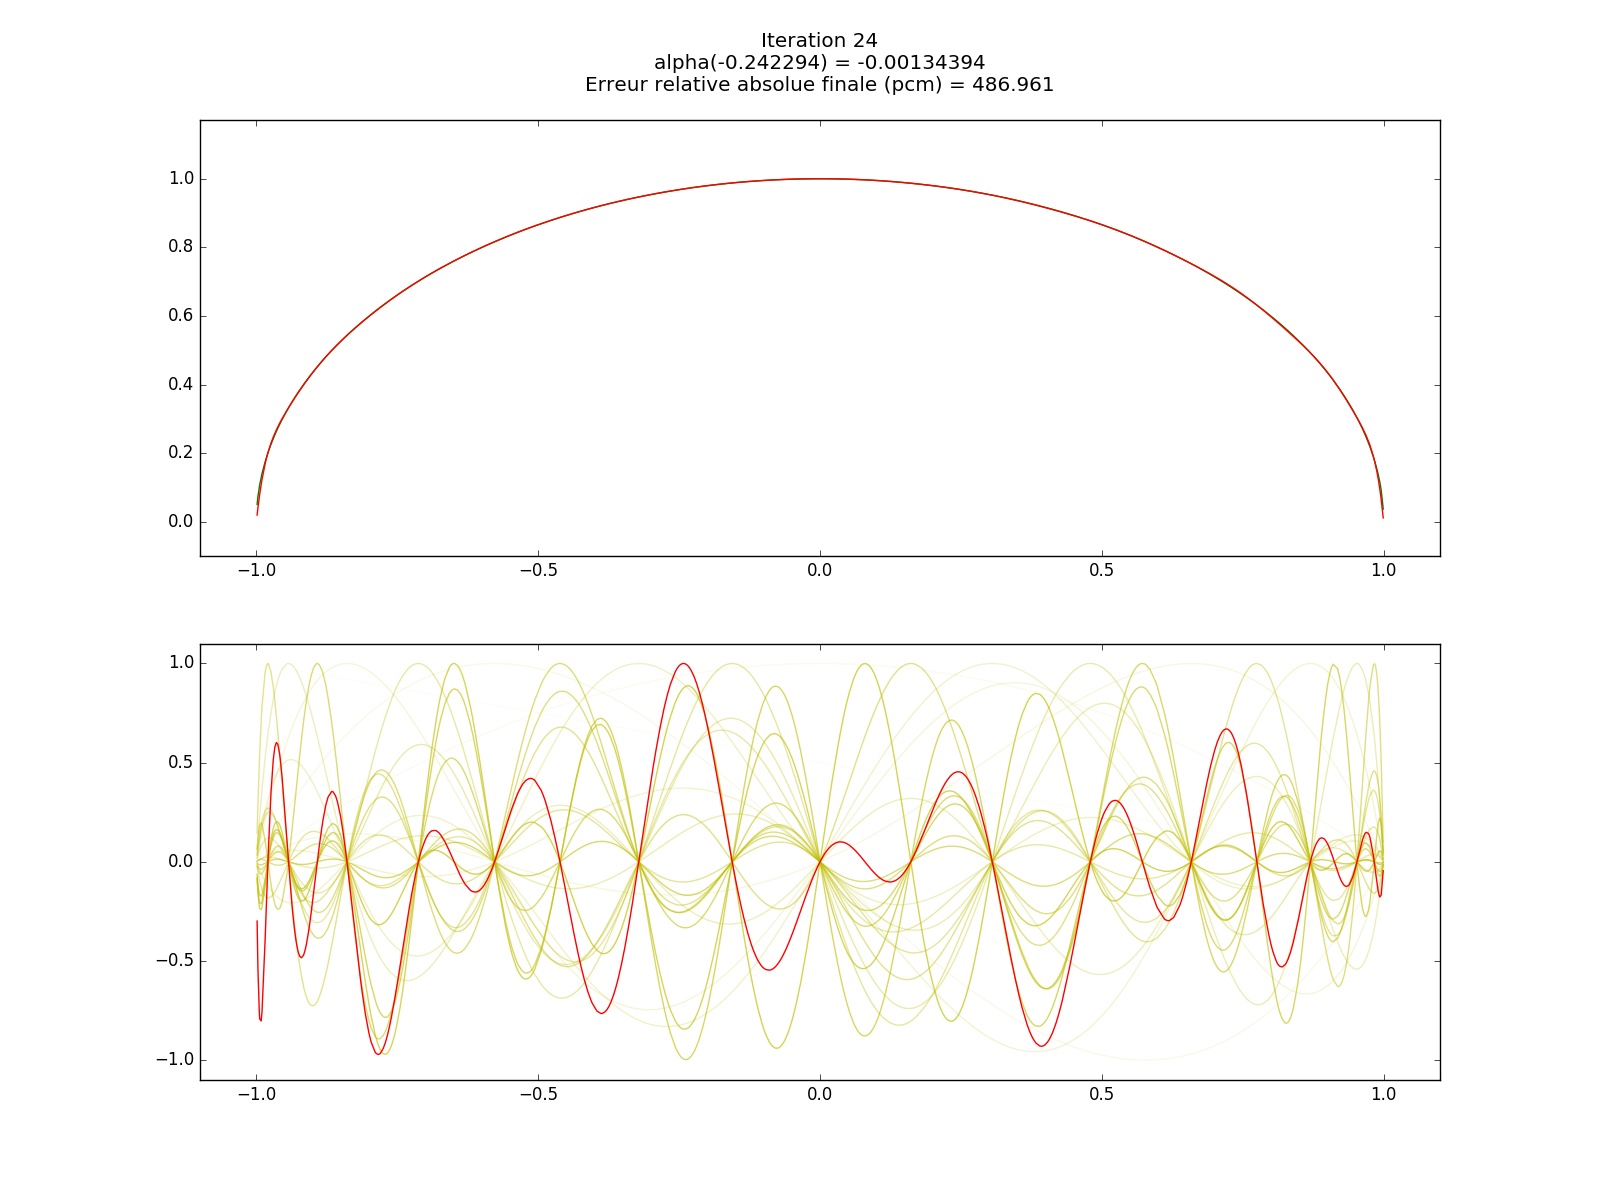 Iteration 24
alpha(-0.242294) = -0.00134394
Erreur relative absolue finale (pcm) = 486.961
1.0
0.8
0.6
0.4
0.2
0.0
−1.0 −0.5 0.0 0.5 1.0
1.0
0.5
0.0
−0.5
−1.0
−1.0 −0.5 0.0 0.5 1.0